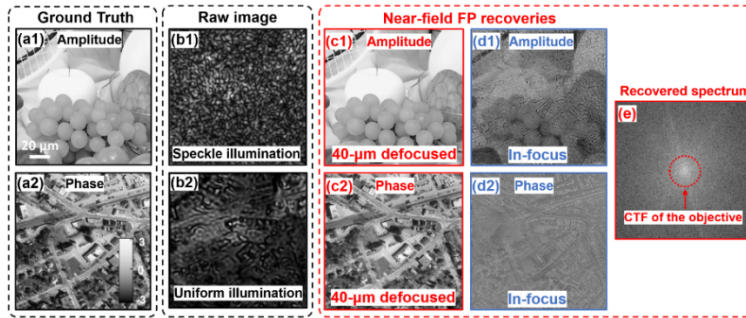 Ground Truth
Raw image
Near-field FP recoveries
(a1)
Amplitude
20 μm
(b1)
Speckle illumination
(c1)
Amplitude
40-μm defocused
(d1)
Amplitude
In-focus
Recovered spectrum
(e)
CTF of the objective
(a2)
Phase
3
0
-3
(b2)
Uniform illumination
(c2)
Phase
40-μm defocused
(d2)
Phase
In-focus